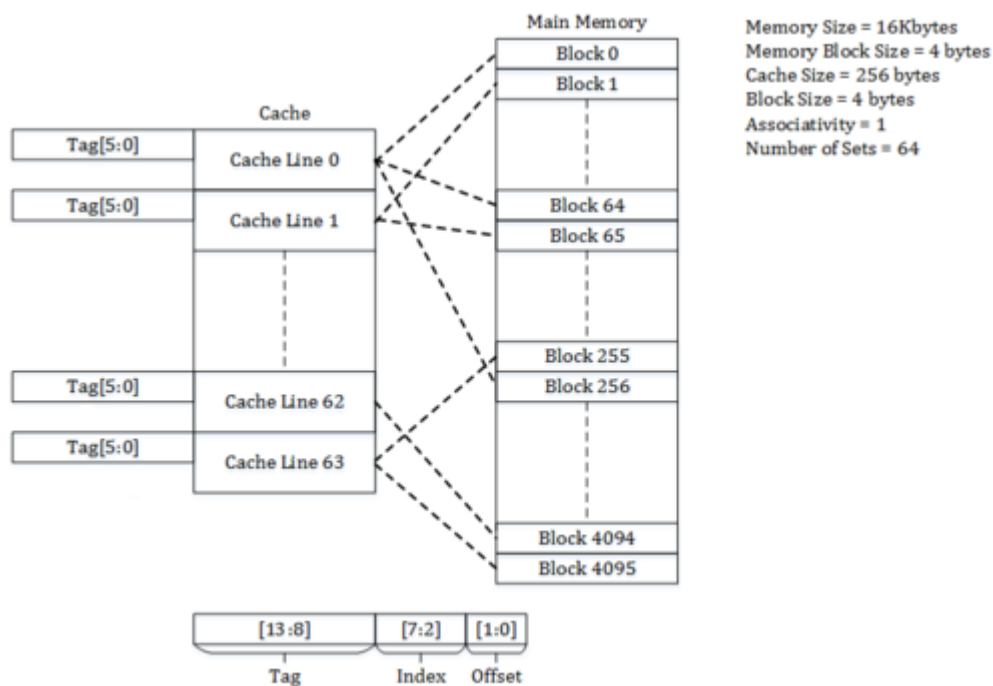 Main Memory
Block 0
Block 1
Block 64
Block 65
Block 255
Block 256
Block 4094
Block 4095
Memory Size = 16Kbytes
Memory Block Size = 4 bytes
Cache Size = 256 bytes
Block Size = 4 bytes
Associativity = 1
Number of Sets = 64
Cache
Tag[5:0]
Cache Line 0
Tag[5:0]
Cache Line 1
Tag[5:0]
Cache Line 62
Tag[5:0]
Cache Line 63
[13:8]
[7:2]
[1:0]
Tag
Index
Offset